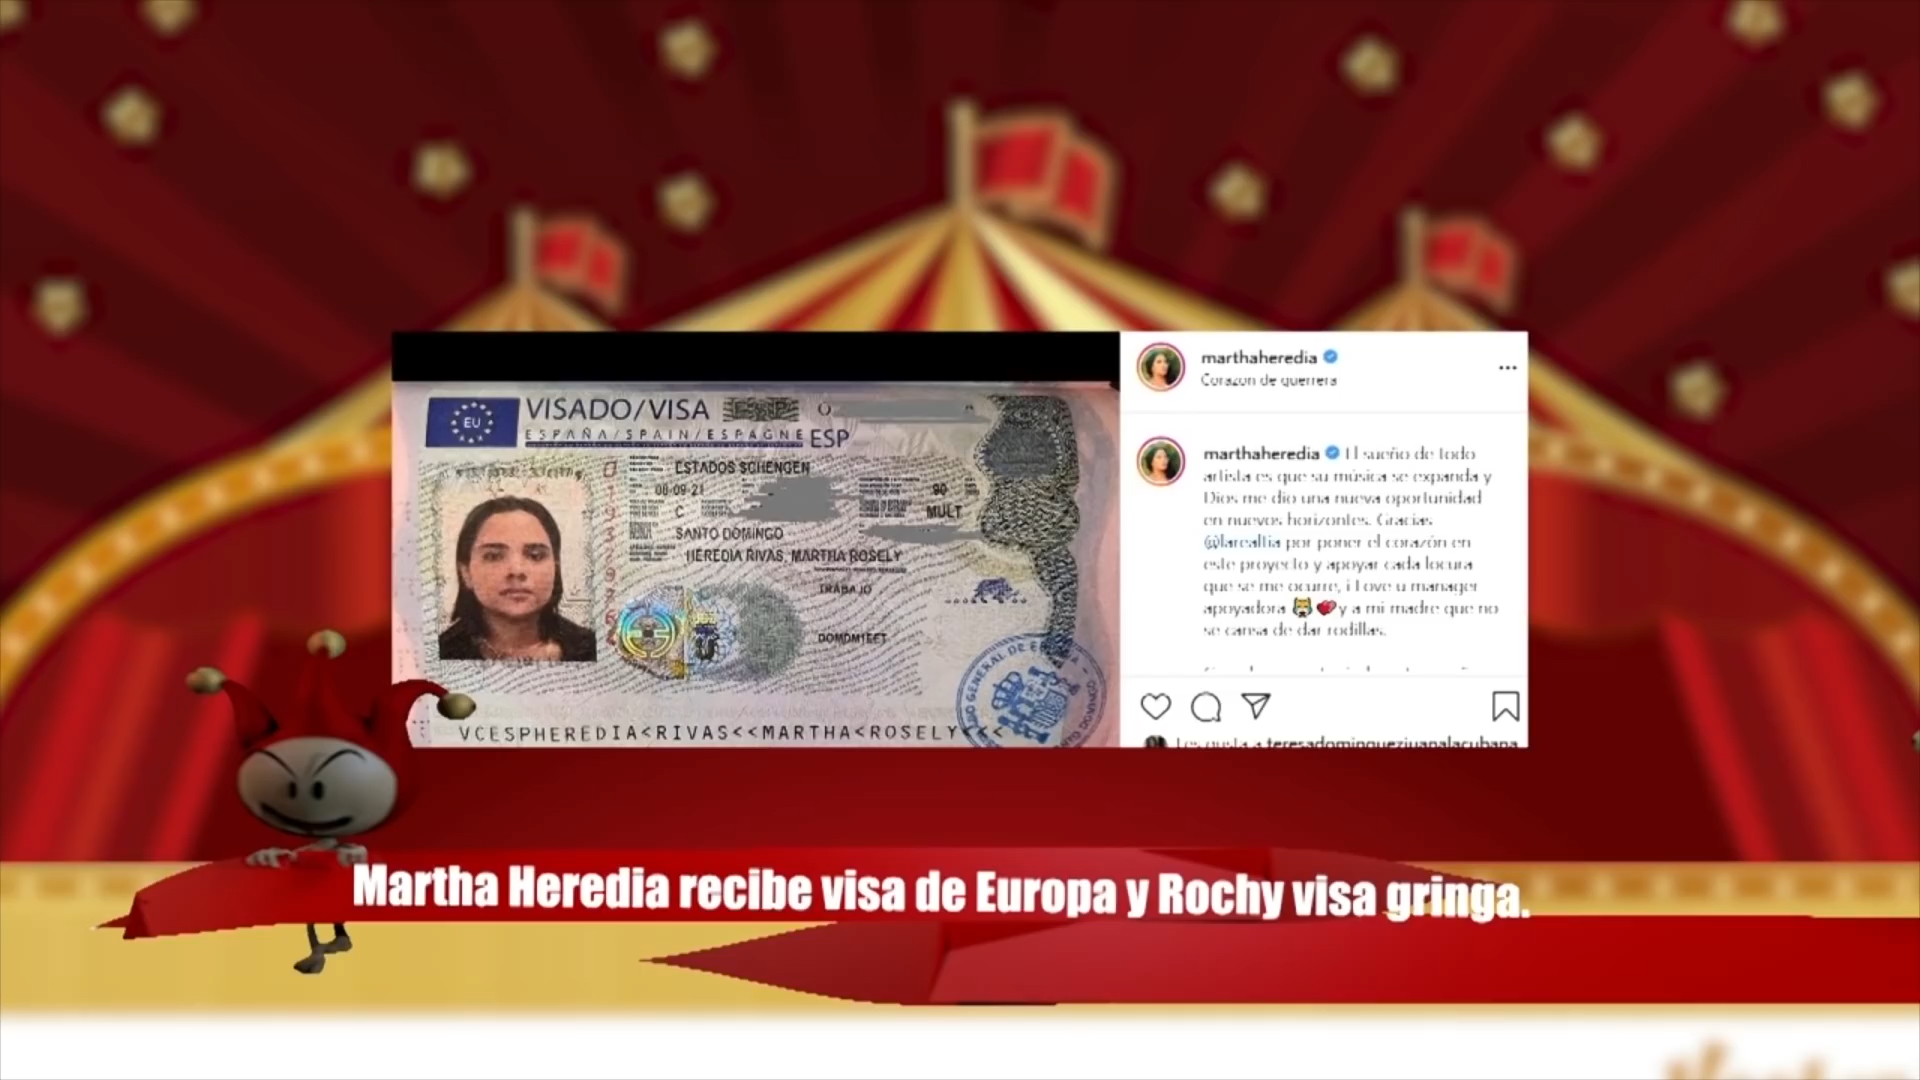 EU
VISADO/VISA ESP
ESPAÑA/SPAIN/ESPAGNE ESP
ESTADOS SCHENGEN
08-09-21
90
C
MULT
SANTO DOMINGO
HEREDIA RIVAS, MARTHA ROSELY
TRABAJO
VCESPHEREDIA<RIVAS<<MARTHA<ROSELY<<<
marthaheredia
Corazon de guerrera
marthaheredia El sueño de todo
artista es que su música se expanda y
Dios me dio una nueva oportunidad
en nuevos horizontes. Gracias
@larealtia por poner el corazón en
este proyecto y apoyar cada locura
que se me ocurre, i Love u manager
apoyadora 😹💕y a mi madre que no
se cansa de dar rodillas.
Les gusta a teresadominguezjuanalacubana
Martha Heredia recibe visa de Europa y Rochy visa gringa.